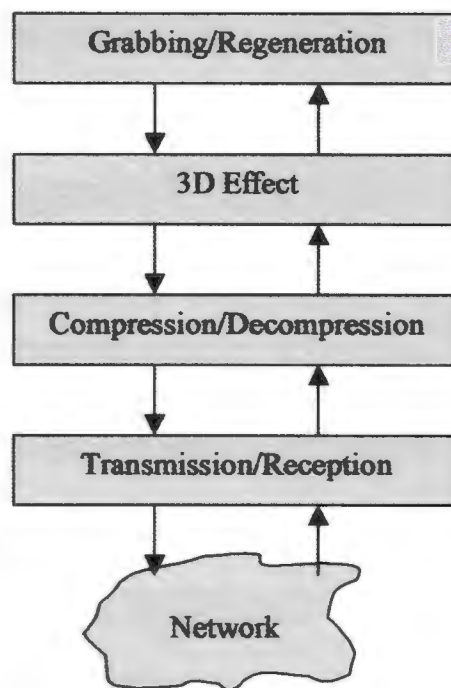 Grabbing/Regeneration
3D Effect
Compression/Decompression
Transmission/Reception
Network